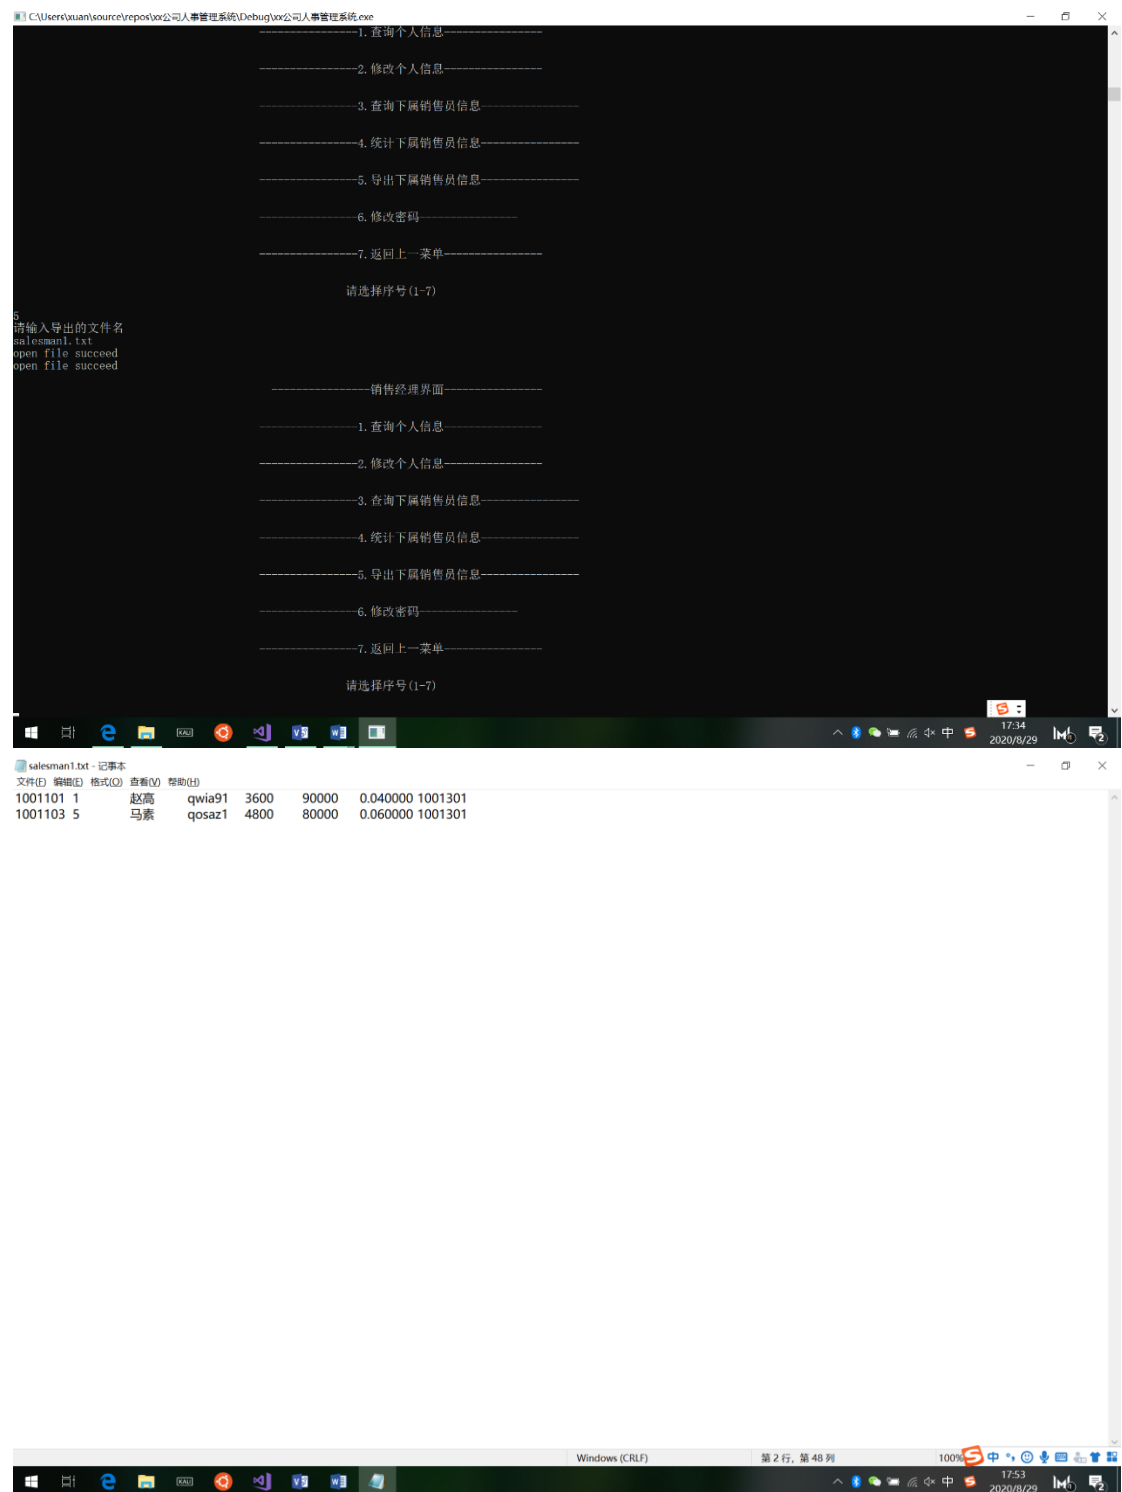 C:\Users\xuan\source\repos\xx公司人事管理系统\Debug\xx公司人事管理系统.exe
----------------1. 查询个人信息----------------
----------------2. 修改个人信息----------------
----------------3. 查询下属销售员信息----------------
----------------4. 统计下属销售员信息----------------
----------------5. 导出下属销售员信息----------------
----------------6. 修改密码----------------
----------------7. 返回上一菜单----------------
请选择序号(1-7)
5
请输入导出的文件名
salesman1.txt
open file succeed
open file succeed
----------------销售经理界面----------------
----------------1. 查询个人信息----------------
----------------2. 修改个人信息----------------
----------------3. 查询下属销售员信息----------------
----------------4. 统计下属销售员信息----------------
----------------5. 导出下属销售员信息----------------
----------------6. 修改密码----------------
----------------7. 返回上一菜单----------------
请选择序号(1-7)
KALI
中
17:34
2020/8/29
2
salesman1.txt - 记事本
文件(F) 编辑(E) 格式(O) 查看(V) 帮助(H)
1001101 1 赵高 qwia91 3600 90000 0.040000 1001301
1001103 5 马素 qosaz1 4800 80000 0.060000 1001301
Windows (CRLF) 第 2 行, 第 48 列 100% 中
KALI
中
17:53
2020/8/29
2